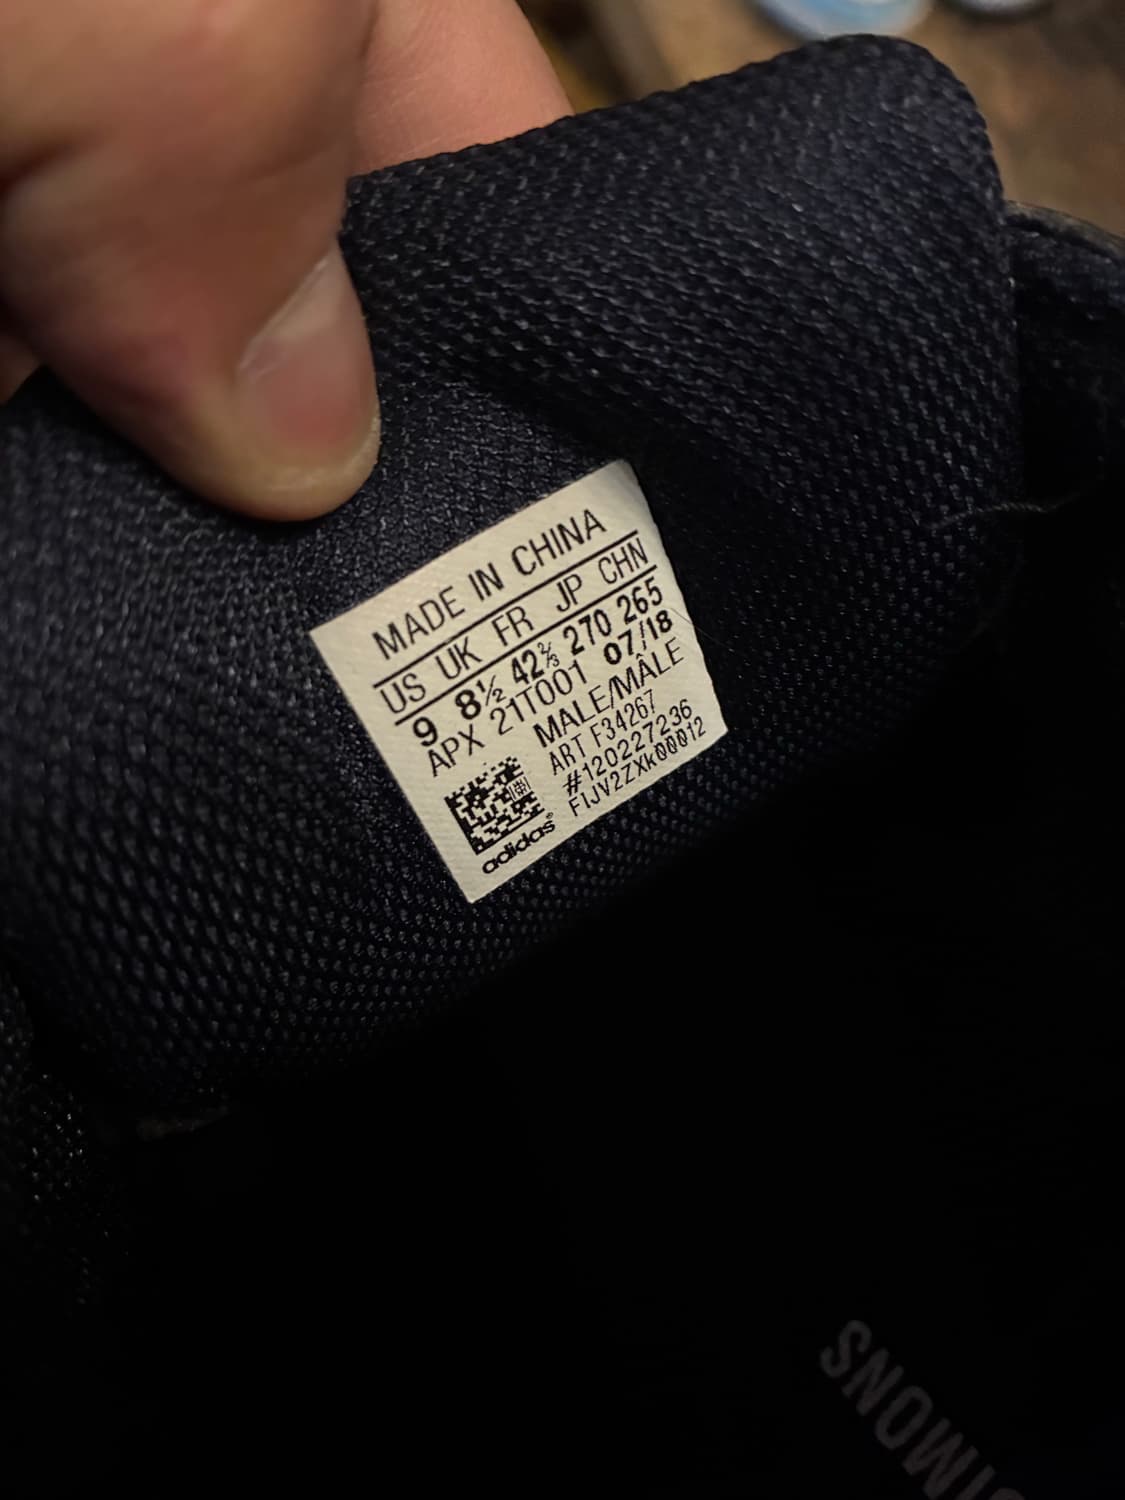 MADE IN CHINA
US UK FR JP CHN
9 8½ 42⅔ 270 265
APX 21T001 07/18
MALE/MÂLE
ART F34267
#120227236
FIJV2ZXk00012
adidas®